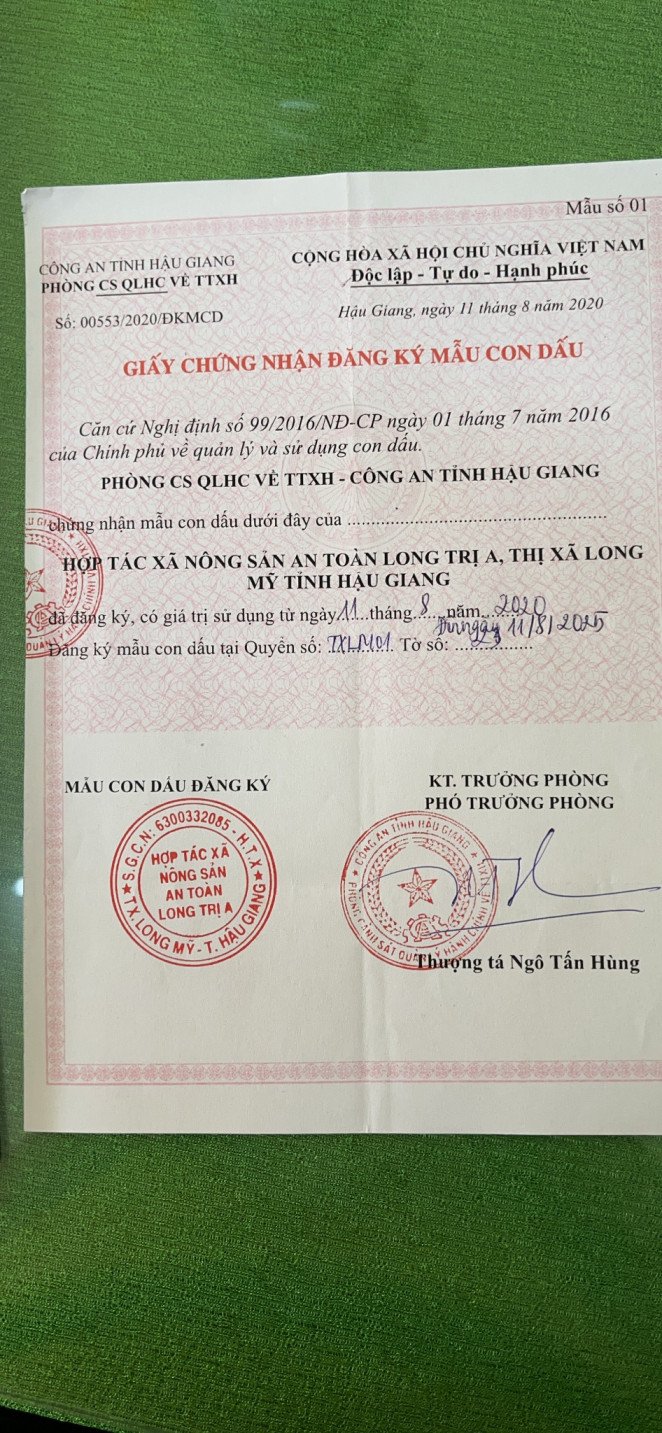 Mẫu số 01
CÔNG AN TỈNH HẬU GIANG
PHÒNG CS QLHC VỀ TTXH
Số: 00553/2020/ĐKMCD
CỘNG HÒA XÃ HỘI CHỦ NGHĨA VIỆT NAM
Độc lập - Tự do - Hạnh phúc
Hậu Giang, ngày 11 tháng 8 năm 2020
GIẤY CHỨNG NHẬN ĐĂNG KÝ MẪU CON DẤU
Căn cứ Nghị định số 99/2016/NĐ-CP ngày 01 tháng 7 năm 2016
của Chính phủ về quản lý và sử dụng con dấu.
PHÒNG CS QLHC VỀ TTXH - CÔNG AN TỈNH HẬU GIANG
chứng nhận mẫu con dấu dưới đây của
HỢP TÁC XÃ NÔNG SẢN AN TOÀN LONG TRỊ A, THỊ XÃ LONG
MỸ TỈNH HẬU GIANG
đã đăng ký, có giá trị sử dụng từ ngày 11 tháng 8 năm 2020
ngày 11/8/2025
Đăng ký mẫu con dấu tại Quyển số: TXLM01. Tờ số: 23
MẪU CON DẤU ĐĂNG KÝ
S.G.C.N: 6300332085 - H.T.X
HỢP TÁC XÃ
NÔNG SẢN
AN TOÀN
LONG TRỊ A
TX.LONG MỸ - T. HẬU GIANG
KT. TRƯỞNG PHÒNG
PHÓ TRƯỞNG PHÒNG
CÔNG AN TỈNH HẬU GIANG
PHÒNG CẢNH SÁT QUẢN LÝ HÀNH CHÍNH VỀ TTXH
Thượng tá Ngô Tấn Hùng